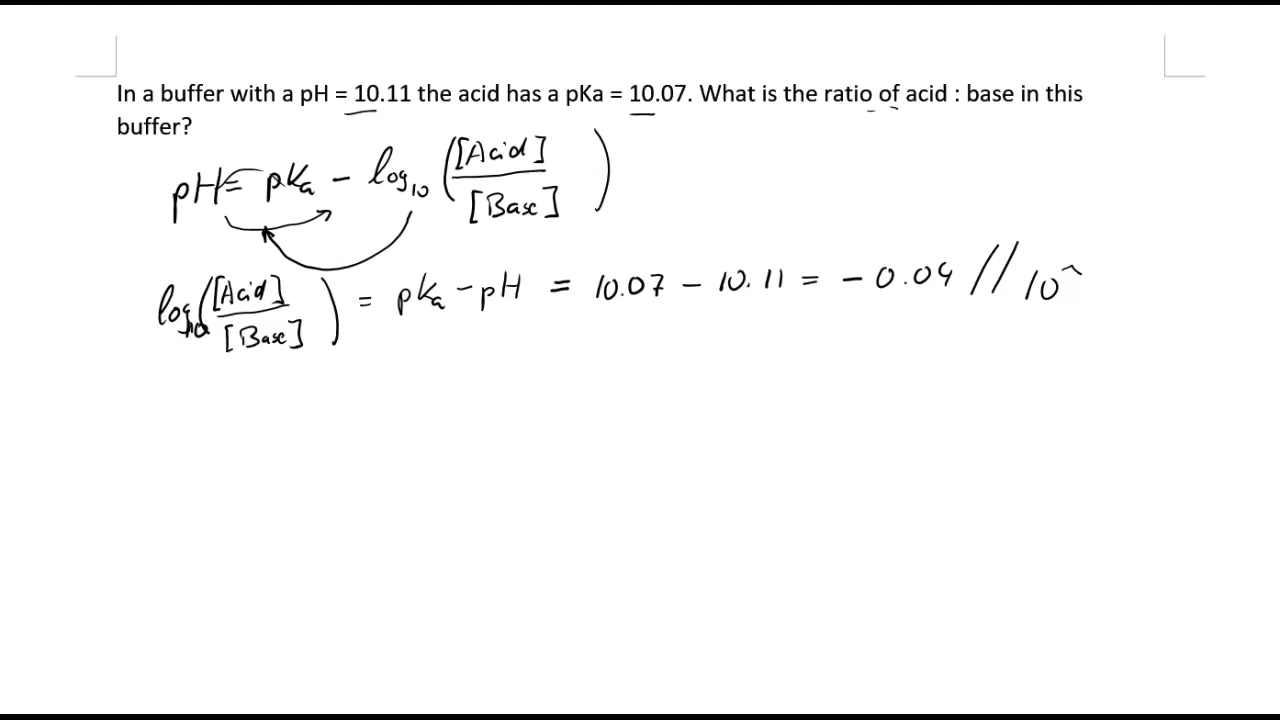 In a buffer with a pH = 10.11 the acid has a pKa = 10.07. What is the ratio of acid : base in this
buffer?
pH = pKa - log10 ([Acid] / [Base])
log10 ([Acid] / [Base]) = pKa - pH = 10.07 - 10.11 = - 0.04 // 10^